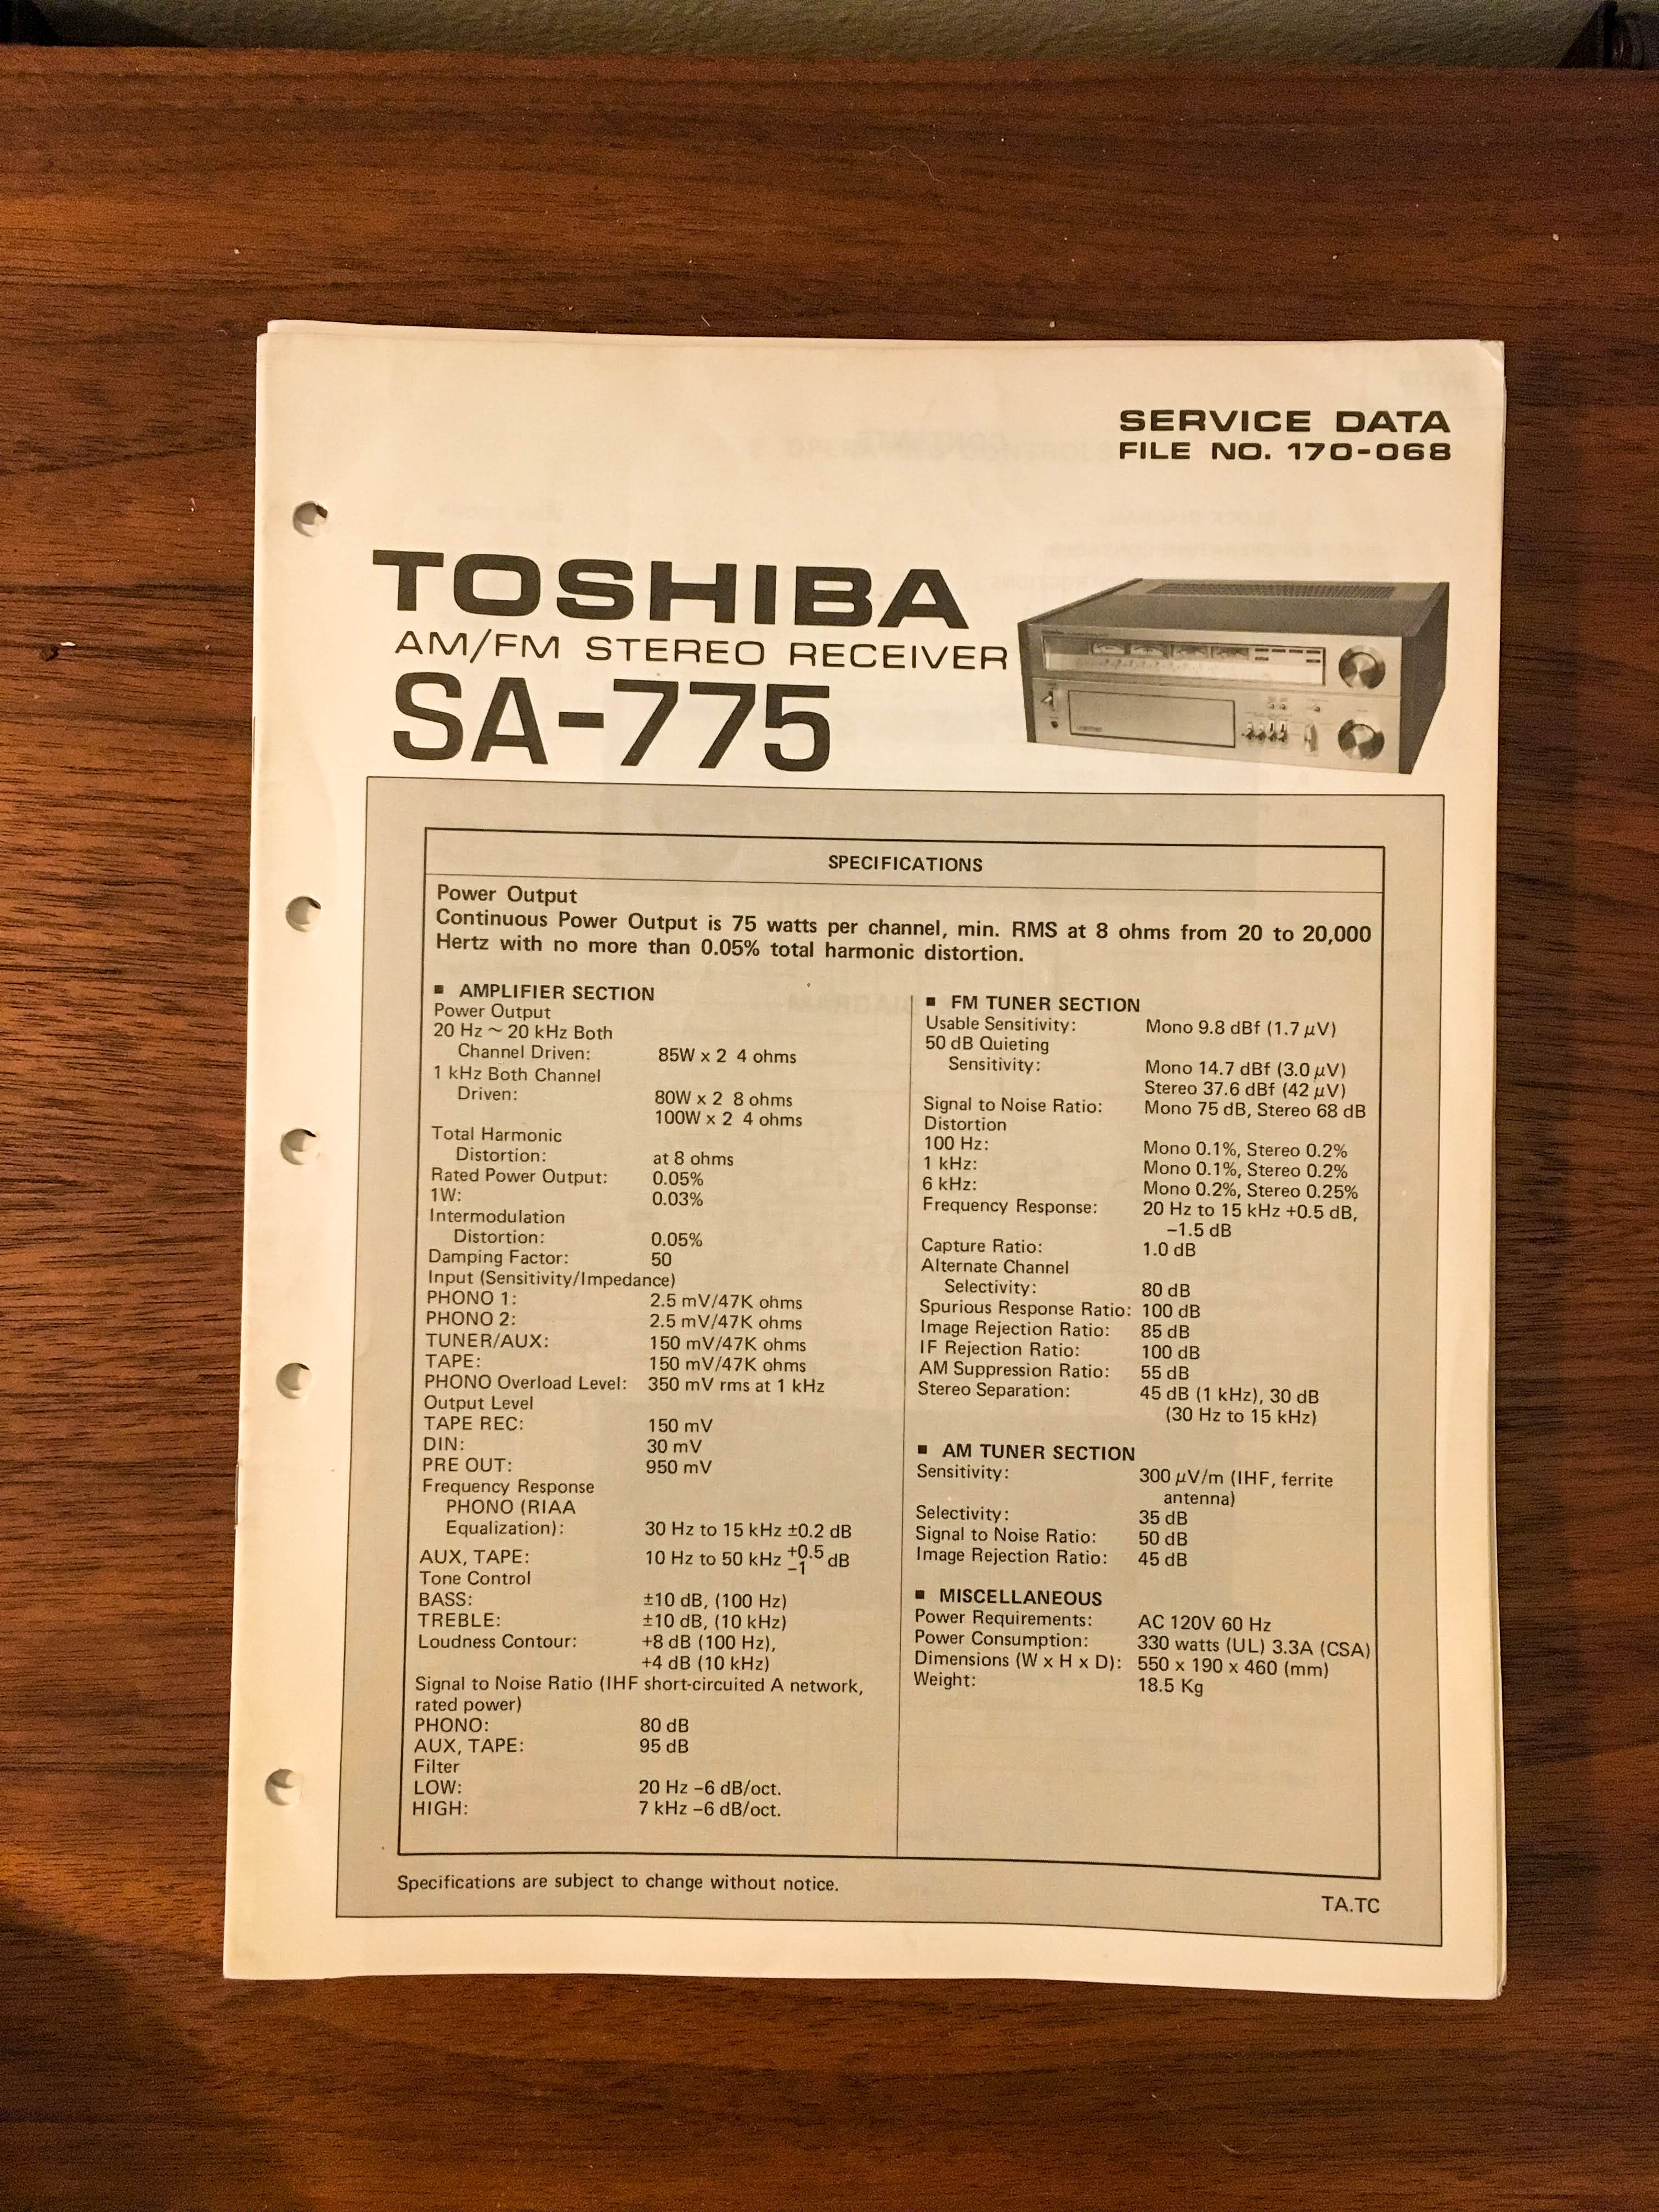 SERVICE DATA
FILE NO. 170-068
TOSHIBA
AM/FM STEREO RECEIVER
SA-775
SPECIFICATIONS
Power Output
Continuous Power Output is 75 watts per channel, min. RMS at 8 ohms from 20 to 20,000
Hertz with no more than 0.05% total harmonic distortion.
■ AMPLIFIER SECTION
Power Output
20 Hz ~ 20 kHz Both
Channel Driven: 85W x 2 4 ohms
1 kHz Both Channel
Driven: 80W x 2 8 ohms
100W x 2 4 ohms
Total Harmonic
Distortion: at 8 ohms
Rated Power Output: 0.05%
1W: 0.03%
Intermodulation
Distortion: 0.05%
Damping Factor: 50
Input (Sensitivity/Impedance)
PHONO 1: 2.5 mV/47K ohms
PHONO 2: 2.5 mV/47K ohms
TUNER/AUX: 150 mV/47K ohms
TAPE: 150 mV/47K ohms
PHONO Overload Level: 350 mV rms at 1 kHz
Output Level
TAPE REC: 150 mV
DIN: 30 mV
PRE OUT: 950 mV
Frequency Response
PHONO (RIAA
Equalization): 30 Hz to 15 kHz ±0.2 dB
AUX, TAPE: 10 Hz to 50 kHz +0.5 −1 dB
Tone Control
BASS: ±10 dB, (100 Hz)
TREBLE: ±10 dB, (10 kHz)
Loudness Contour: +8 dB (100 Hz),
+4 dB (10 kHz)
Signal to Noise Ratio (IHF short-circuited A network,
rated power)
PHONO: 80 dB
AUX, TAPE: 95 dB
Filter
LOW: 20 Hz −6 dB/oct.
HIGH: 7 kHz −6 dB/oct.
■ FM TUNER SECTION
Usable Sensitivity: Mono 9.8 dBf (1.7 µV)
50 dB Quieting
Sensitivity: Mono 14.7 dBf (3.0 µV)
Stereo 37.6 dBf (42 µV)
Signal to Noise Ratio: Mono 75 dB, Stereo 68 dB
Distortion
100 Hz: Mono 0.1%, Stereo 0.2%
1 kHz: Mono 0.1%, Stereo 0.2%
6 kHz: Mono 0.2%, Stereo 0.25%
Frequency Response: 20 Hz to 15 kHz +0.5 dB,
−1.5 dB
Capture Ratio: 1.0 dB
Alternate Channel
Selectivity: 80 dB
Spurious Response Ratio: 100 dB
Image Rejection Ratio: 85 dB
IF Rejection Ratio: 100 dB
AM Suppression Ratio: 55 dB
Stereo Separation: 45 dB (1 kHz), 30 dB
(30 Hz to 15 kHz)
■ AM TUNER SECTION
Sensitivity: 300 µV/m (IHF, ferrite
antenna)
Selectivity: 35 dB
Signal to Noise Ratio: 50 dB
Image Rejection Ratio: 45 dB
■ MISCELLANEOUS
Power Requirements: AC 120V 60 Hz
Power Consumption: 330 watts (UL) 3.3A (CSA)
Dimensions (W x H x D): 550 x 190 x 460 (mm)
Weight: 18.5 Kg
Specifications are subject to change without notice.
TA.TC